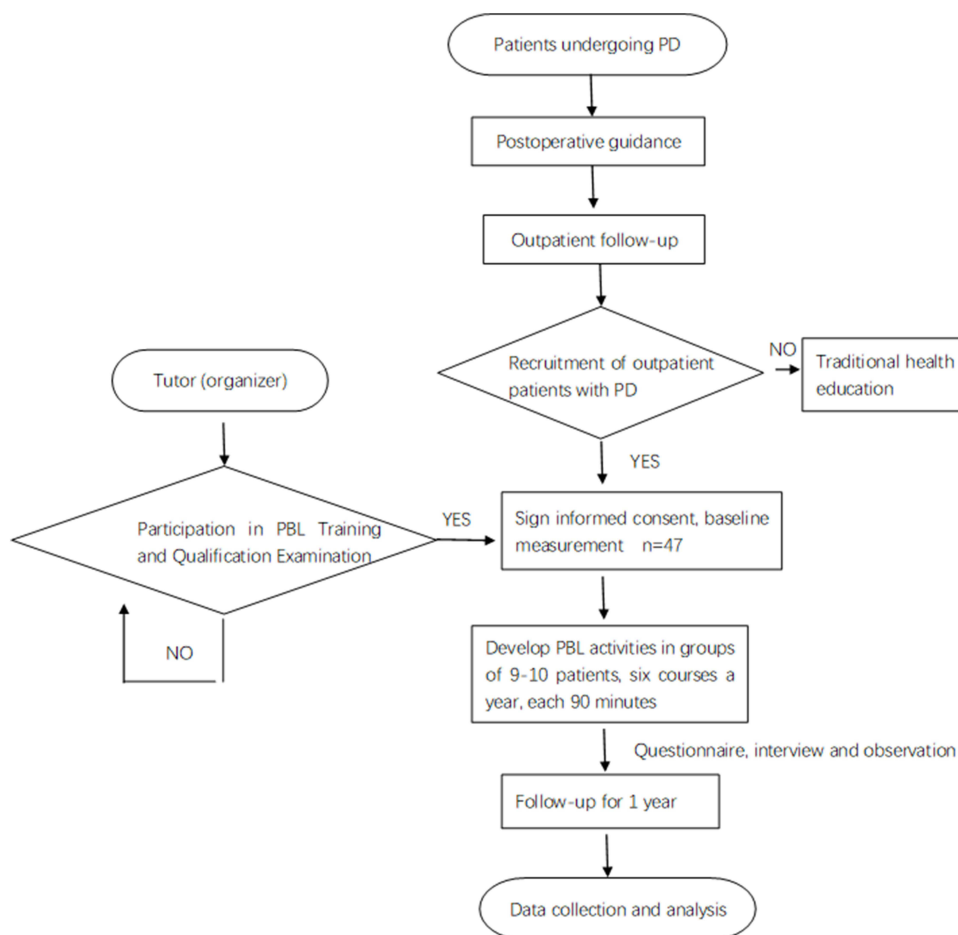 Patients undergoing PD
Postoperative guidance
Outpatient follow-up
Recruitment of outpatient
patients with PD
NO
Traditional health
education
YES
Tutor (organizer)
Participation in PBL Training
and Qualification Examination
YES
NO
Sign informed consent, baseline
measurement n=47
Develop PBL activities in groups
of 9-10 patients, six courses a
year, each 90 minutes
Questionnaire, interview and observation
Follow-up for 1 year
Data collection and analysis